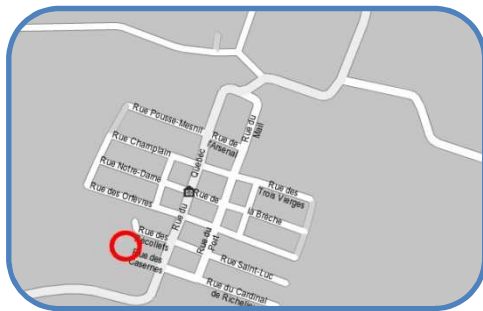 Rue Pousse-Mesnil
Rue du
Mail
Rue de
l'Arsenal
Rue Champlain
Québec
Rue Notre-Dame
Rue des
Trois Vierges
Rue des Orfèvres
Rue de
la Brèche
Rue du
Rue des
Récollets
Rue du
Port
Rue des
Casernes
Rue Saint-Luc
Rue du Cardinal
de Richelieu